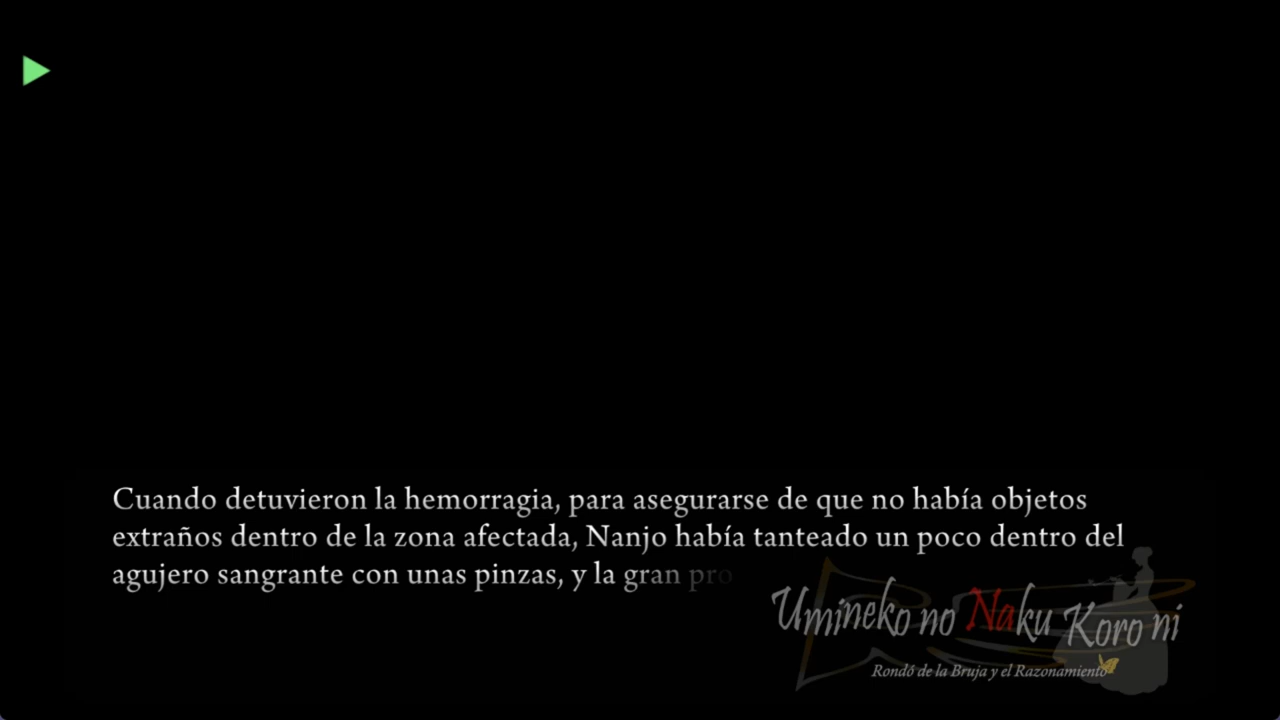 Cuando detuvieron la hemorragia, para asegurarse de que no había objetos
extraños dentro de la zona afectada, Nanjo había tanteado un poco dentro del
agujero sangrante con unas pinzas, y la gran pro
Umineko no Naku Koro ni
Rondó de la Bruja y el Razonamiento